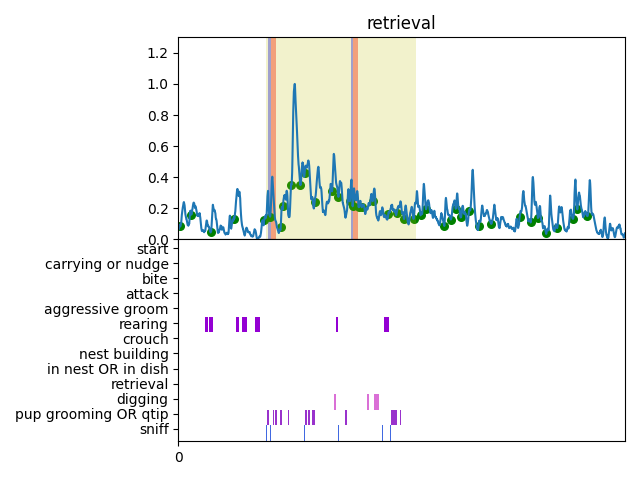 retrieval
1.2
1.0
0.8
0.6
0.4
0.2
0.0
start
carrying or nudge
bite
attack
aggressive groom
rearing
crouch
nest building
in nest OR in dish
retrieval
digging
pup grooming OR qtip
sniff
0